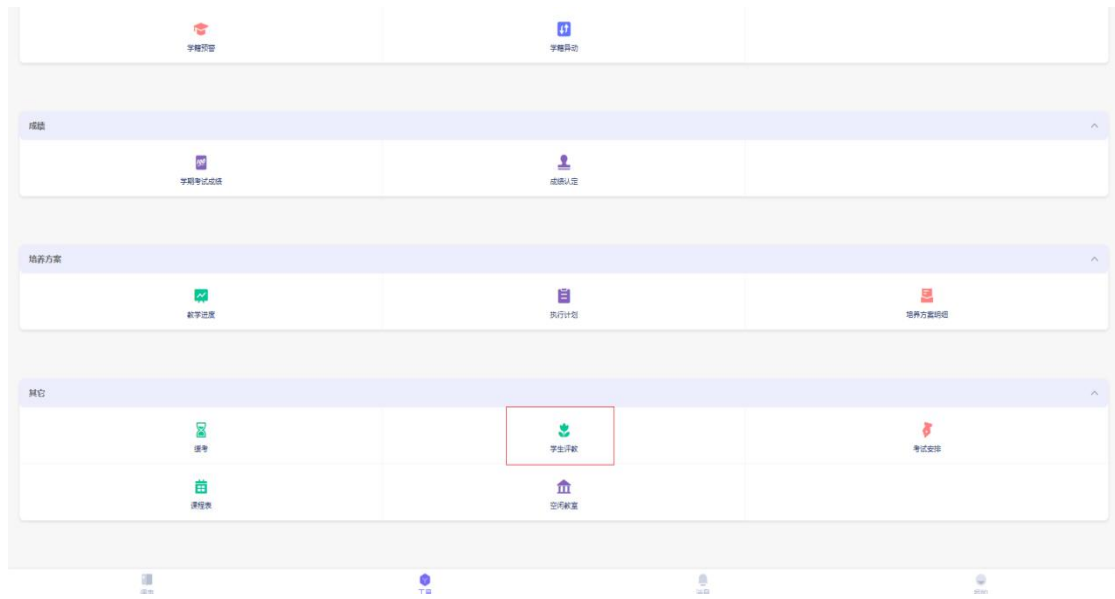 学籍预警
学籍异动
成绩
学期考试成绩
成绩认定
培养方案
教学进度
执行计划
培养方案明细
其它
缓考
学生评教
考试安排
课程表
空闲教室
工具